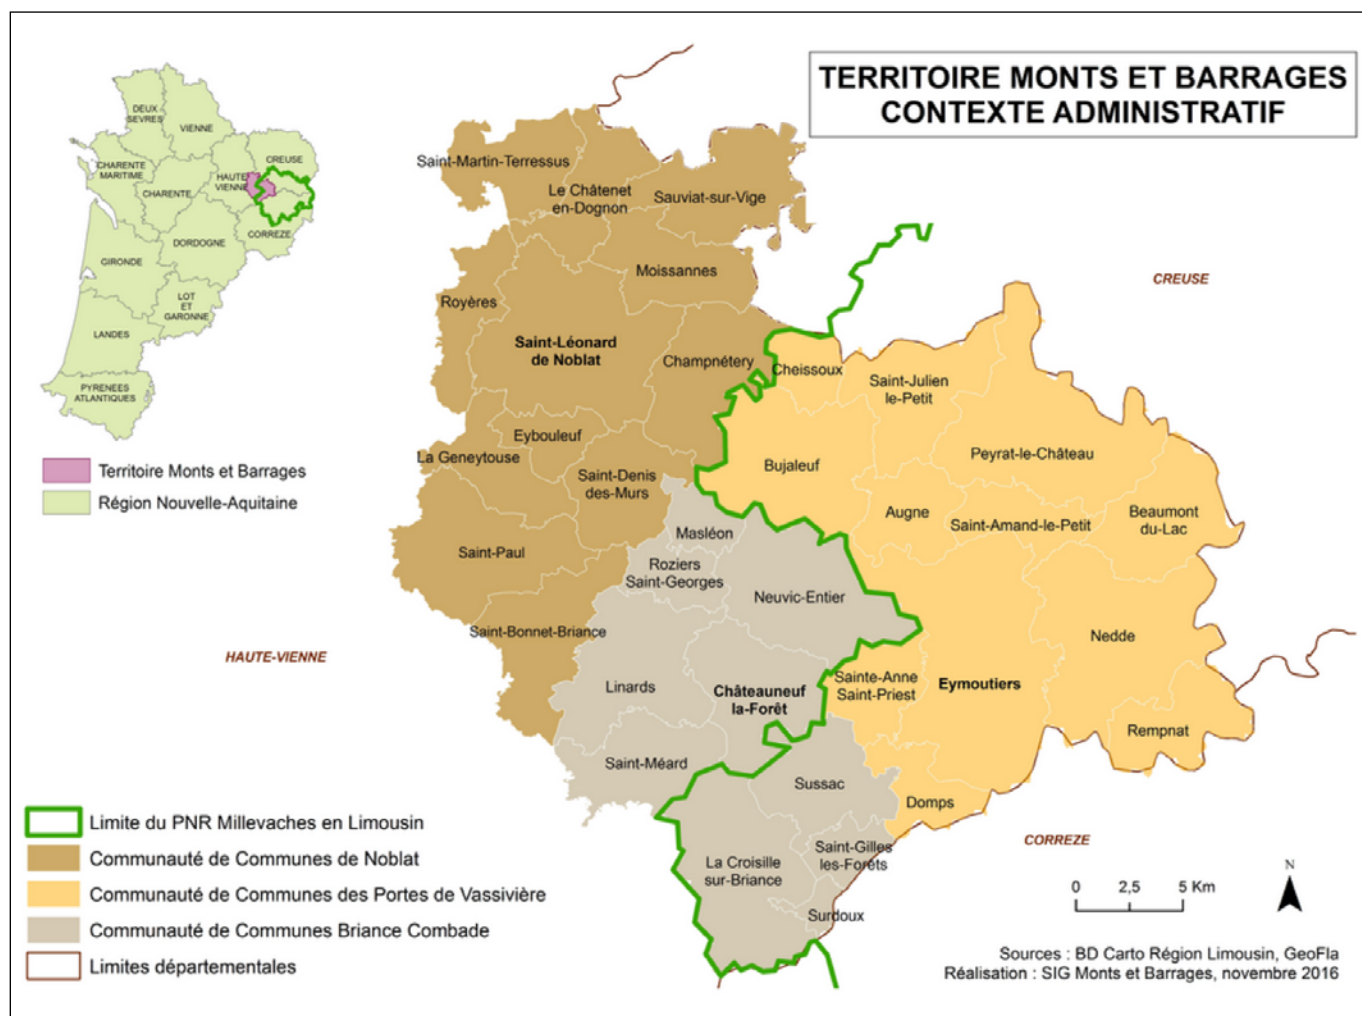 TERRITOIRE MONTS ET BARRAGES
CONTEXTE ADMINISTRATIF
DEUX
SEVRES
VIENNE
CHARENTE
MARITIME
CHARENTE
HAUTE
VIENNE
CREUSE
CORREZE
DORDOGNE
GIRONDE
LOT
ET
GARONNE
LANDES
PYRENEES
ATLANTIQUES
Territoire Monts et Barrages
Région Nouvelle-Aquitaine
Saint-Martin-Terressus
Le Châtenet
en-Dognon
Sauviat-sur-Vige
Moissannes
Royères
Saint-Léonard
de Noblat
Champnétery
Cheissoux
Saint-Julien
le-Petit
CREUSE
Eybouleuf
La Geneytouse
Saint-Denis
des-Murs
Bujaleuf
Peyrat-le-Château
Augne
Saint-Amand-le-Petit
Beaumont
du-Lac
Saint-Paul
Masléon
Roziers
Saint-Georges
Neuvic-Entier
Saint-Bonnet-Briance
Nedde
HAUTE-VIENNE
Linards
Châteauneuf
la-Forêt
Sainte-Anne
Saint-Priest
Eymoutiers
Rempnat
Saint-Méard
Sussac
Domps
CORREZE
Saint-Gilles
les-Forêts
La Croisille
sur-Briance
Surdoux
Limite du PNR Millevaches en Limousin
Communauté de Communes de Noblat
Communauté de Communes des Portes de Vassivière
Communauté de Communes Briance Combade
Limites départementales
0 2,5 5 Km
N
Sources : BD Carto Région Limousin, GeoFla
Réalisation : SIG Monts et Barrages, novembre 2016